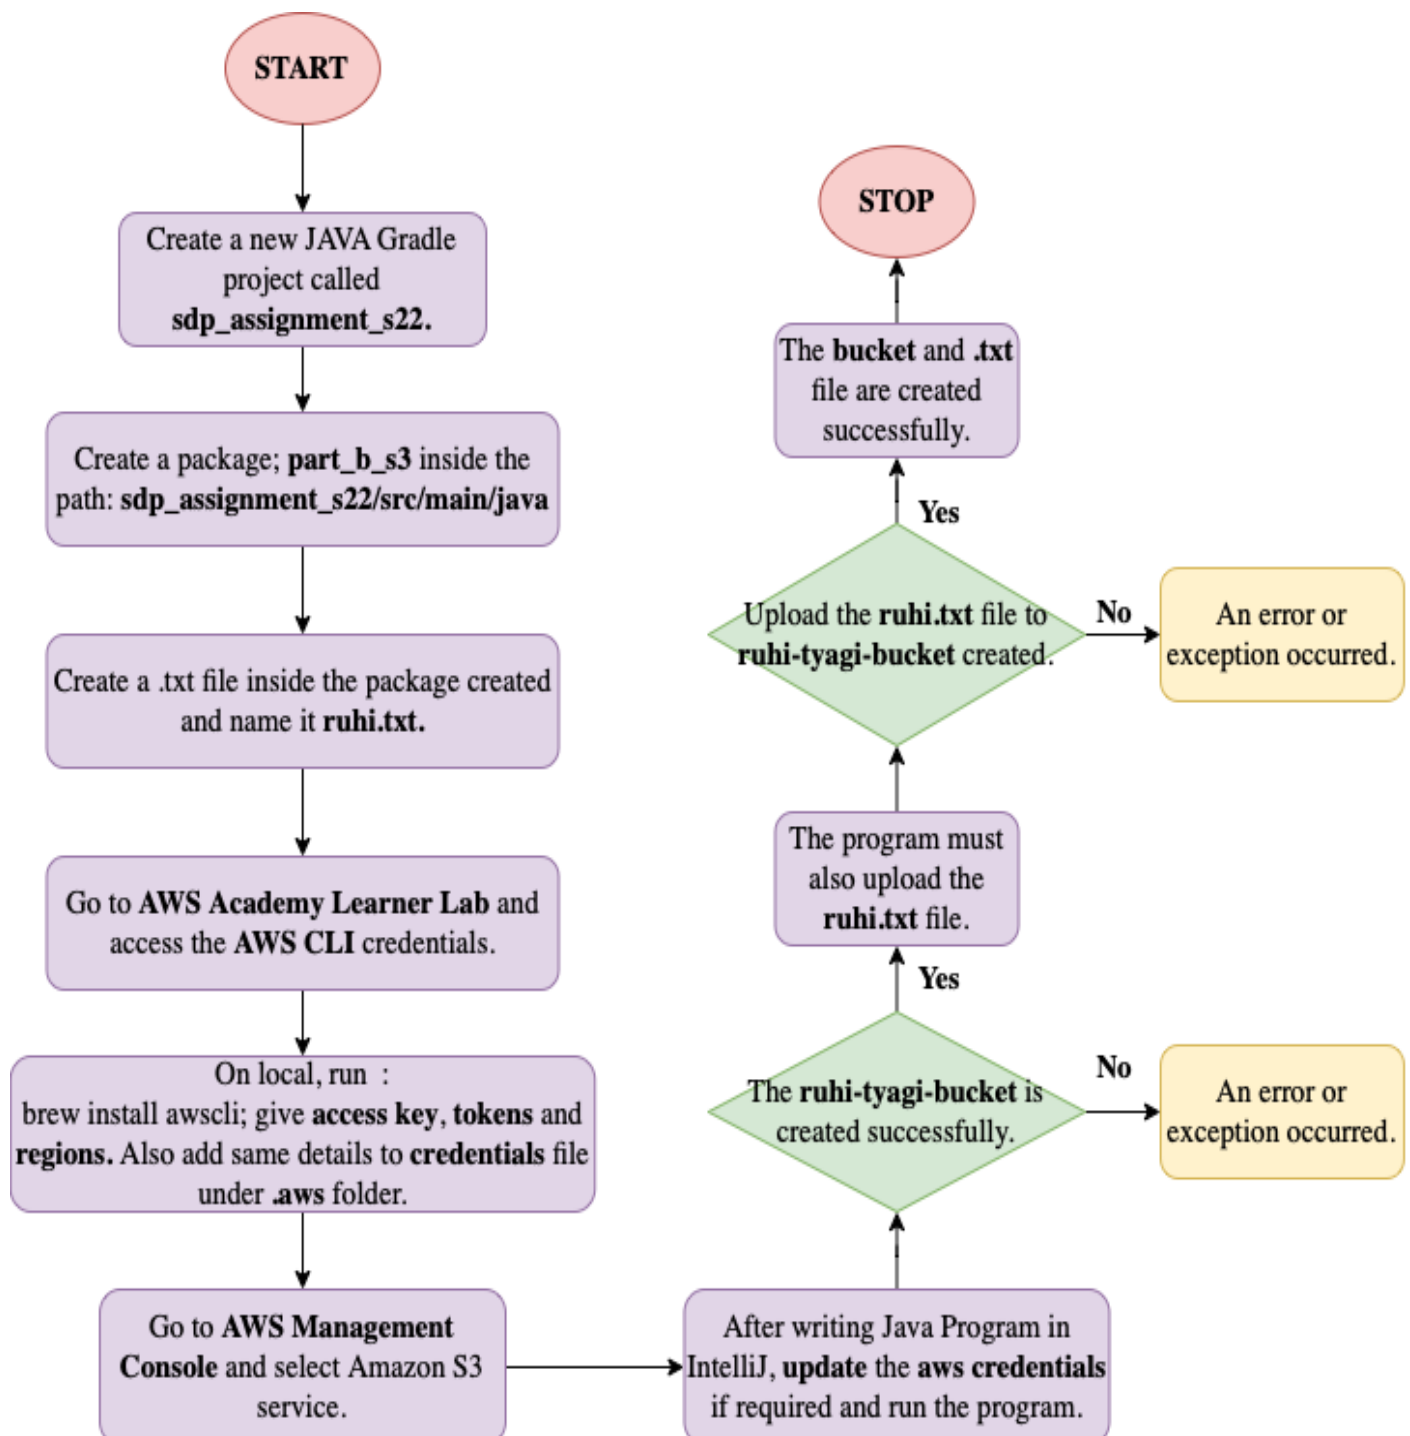 START
Create a new JAVA Gradle
project called
sdp_assignment_s22.
Create a package; part_b_s3 inside the
path: sdp_assignment_s22/src/main/java
Create a .txt file inside the package created
and name it ruhi.txt.
Go to AWS Academy Learner Lab and
access the AWS CLI credentials.
On local, run :
brew install awscli; give access key, tokens and
regions. Also add same details to credentials file
under .aws folder.
Go to AWS Management
Console and select Amazon S3
service.
After writing Java Program in
IntelliJ, update the aws credentials
if required and run the program.
The ruhi-tyagi-bucket is
created successfully.
No
An error or
exception occurred.
Yes
The program must
also upload the
ruhi.txt file.
Upload the ruhi.txt file to
ruhi-tyagi-bucket created.
No
An error or
exception occurred.
Yes
The bucket and .txt
file are created
successfully.
STOP